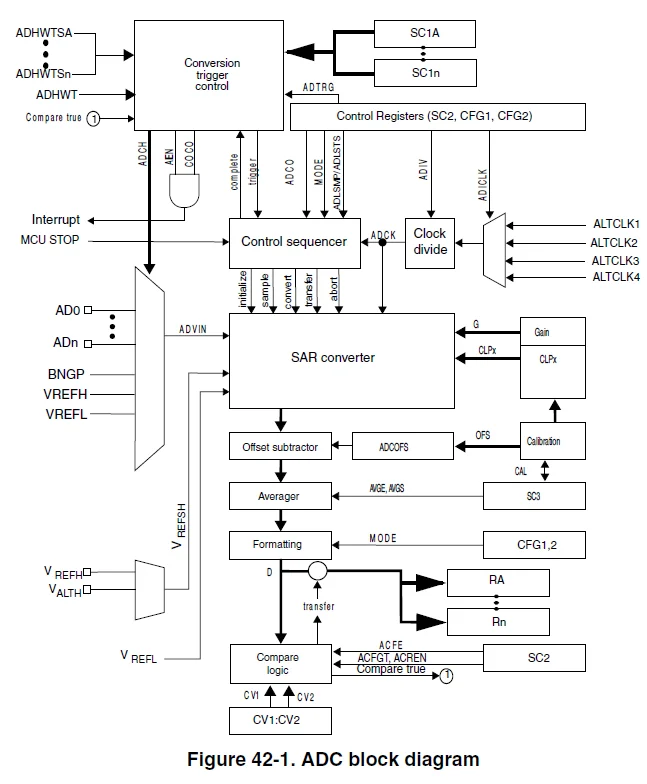 ADHWTSA
ADHWTSn
ADHWT
Compare true 1
Conversion
trigger
control
SC1A
SC1n
ADTRG
Control Registers (SC2, CFG1, CFG2)
ADCH
AEN
COCO
complete
trigger
ADCO
MODE
ADLSMP/ADLSTS
ADIV
ADICLK
Interrupt
MCU STOP
Control sequencer
ADCK
Clock
divide
ALTCLK1
ALTCLK2
ALTCLK3
ALTCLK4
initialize
sample
convert
transfer
abort
AD0
ADn
BNGP
VREFH
VREFL
ADVIN
SAR converter
G
CLPx
Gain
CLPx
Offset subtractor
ADCOFS
OFS
Calibration
CAL
Averager
AVGE, AVGS
SC3
Formatting
MODE
CFG1,2
V REFSH
V REFH
VALTH
D
transfer
RA
Rn
V REFL
Compare
logic
ACFE
ACFGT, ACREN
Compare true
1
SC2
CV1
CV2
CV1:CV2
Figure 42-1. ADC block diagram